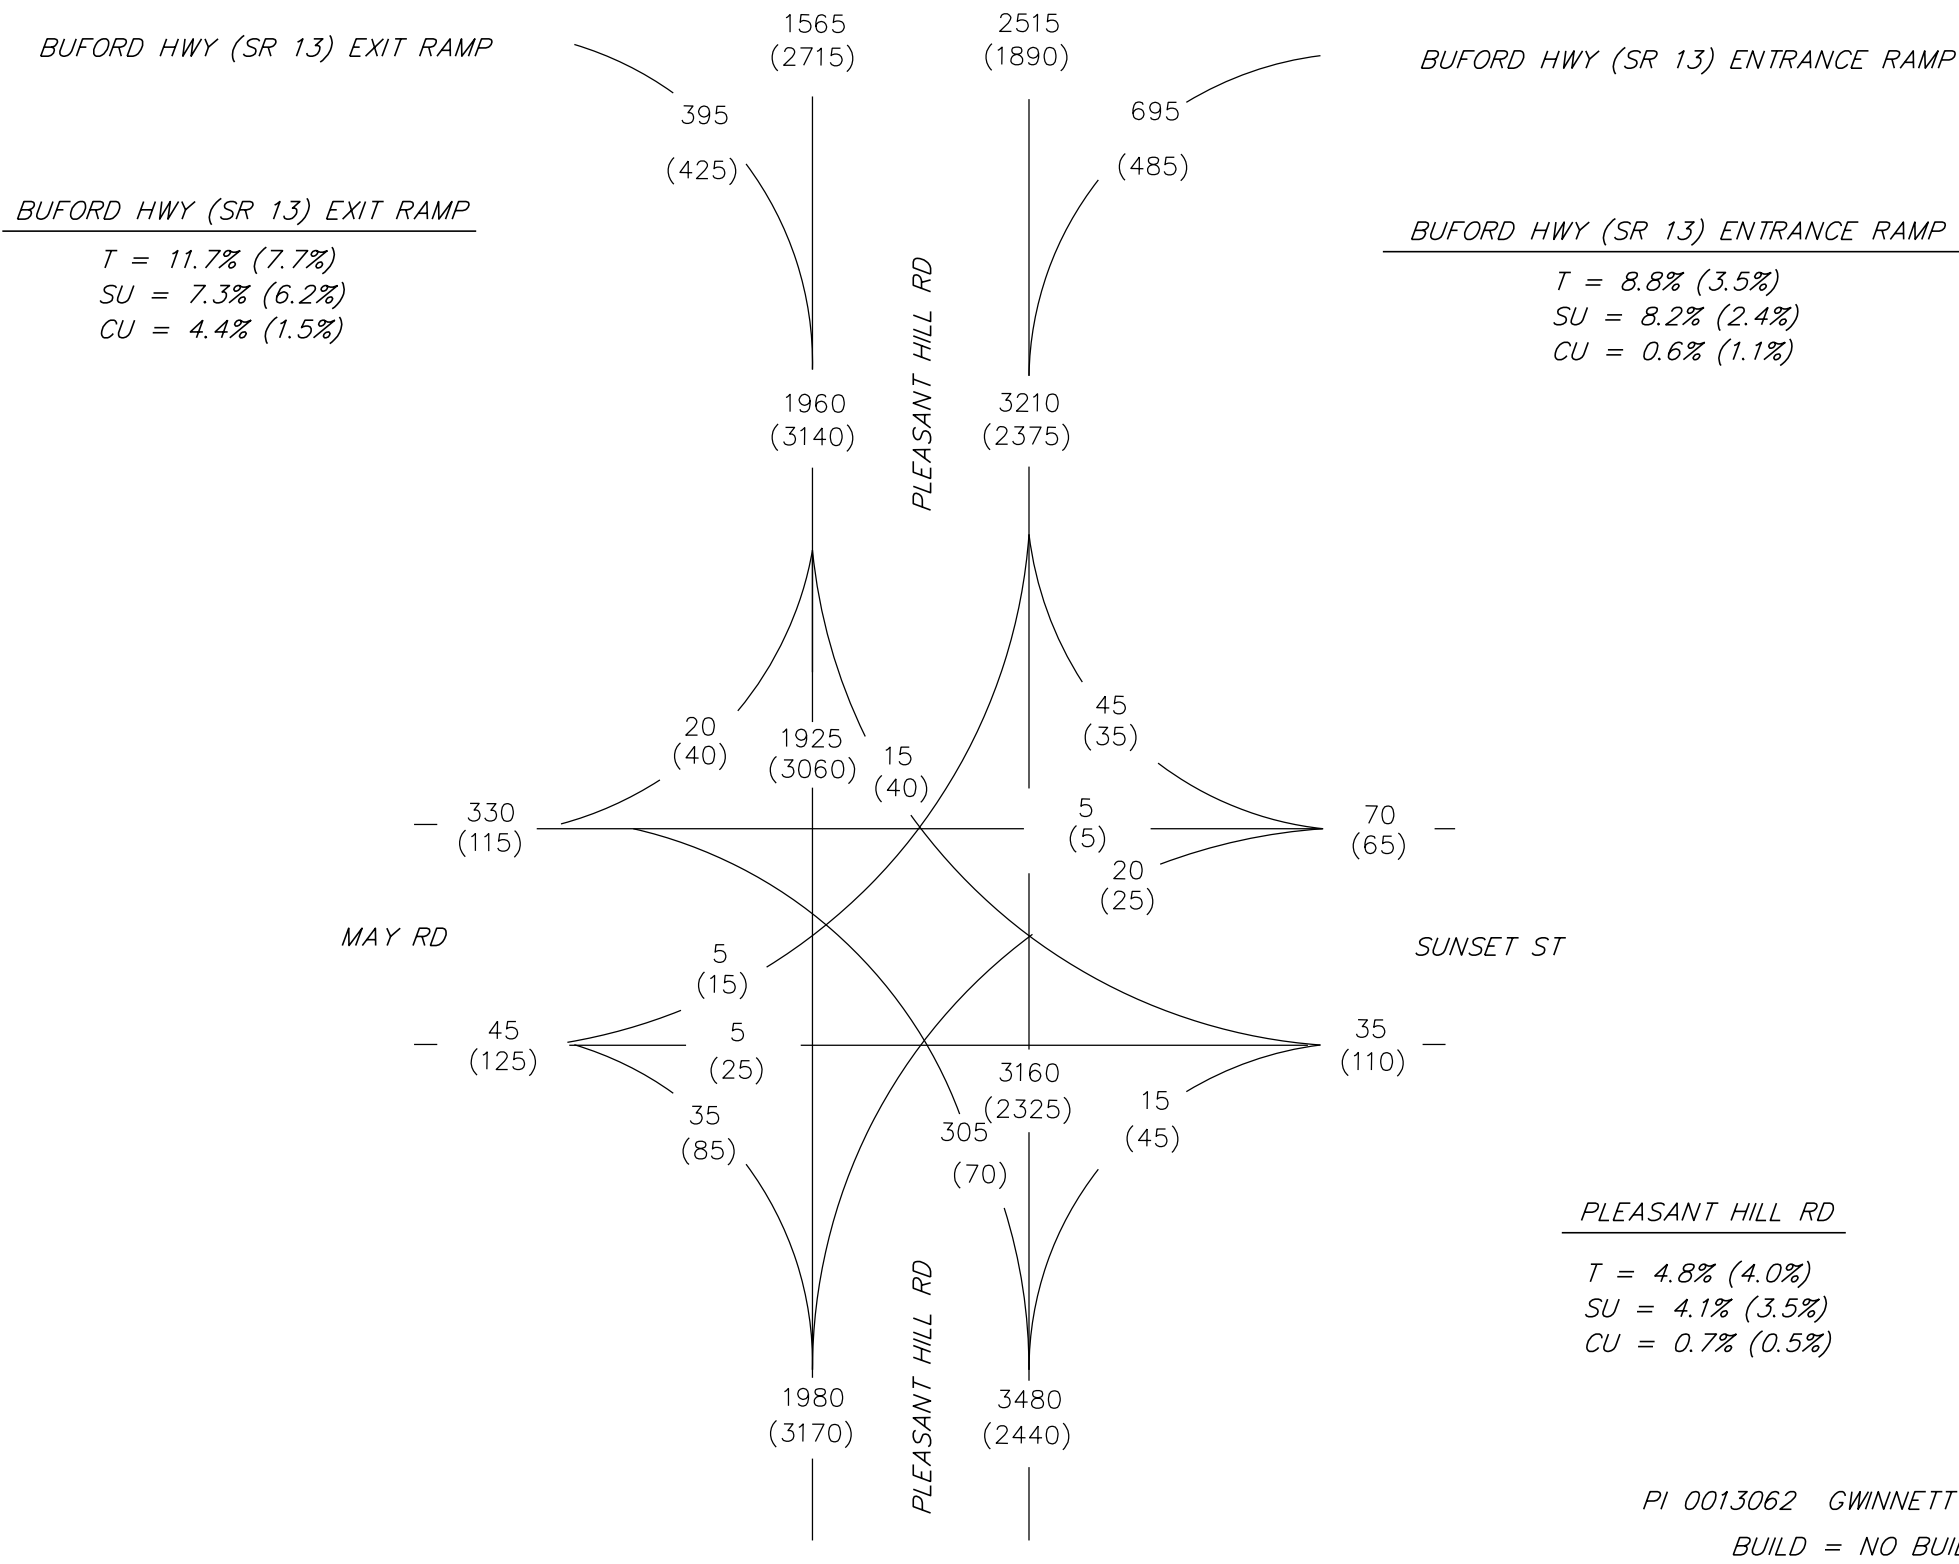 BUFORD HWY (SR 13) EXIT RAMP
1565
(2715)
2515
(1890)
BUFORD HWY (SR 13) ENTRANCE RAMP
395
(425)
695
(485)
BUFORD HWY (SR 13) EXIT RAMP
T = 11.7% (7.7%)
SU = 7.3% (6.2%)
CU = 4.4% (1.5%)
BUFORD HWY (SR 13) ENTRANCE RAMP
T = 8.8% (3.5%)
SU = 8.2% (2.4%)
CU = 0.6% (1.1%)
PLEASANT HILL RD
1960
(3140)
3210
(2375)
20
(40)
1925
(3060)
15
(40)
45
(35)
330
(115)
5
(5)
70
(65)
20
(25)
MAY RD
SUNSET ST
5
(15)
45
(125)
5
(25)
35
(110)
35
(85)
3160
(2325)
305
(70)
15
(45)
PLEASANT HILL RD
T = 4.8% (4.0%)
SU = 4.1% (3.5%)
CU = 0.7% (0.5%)
PLEASANT HILL RD
1980
(3170)
3480
(2440)
PI 0013062 GWINNETT
BUILD = NO